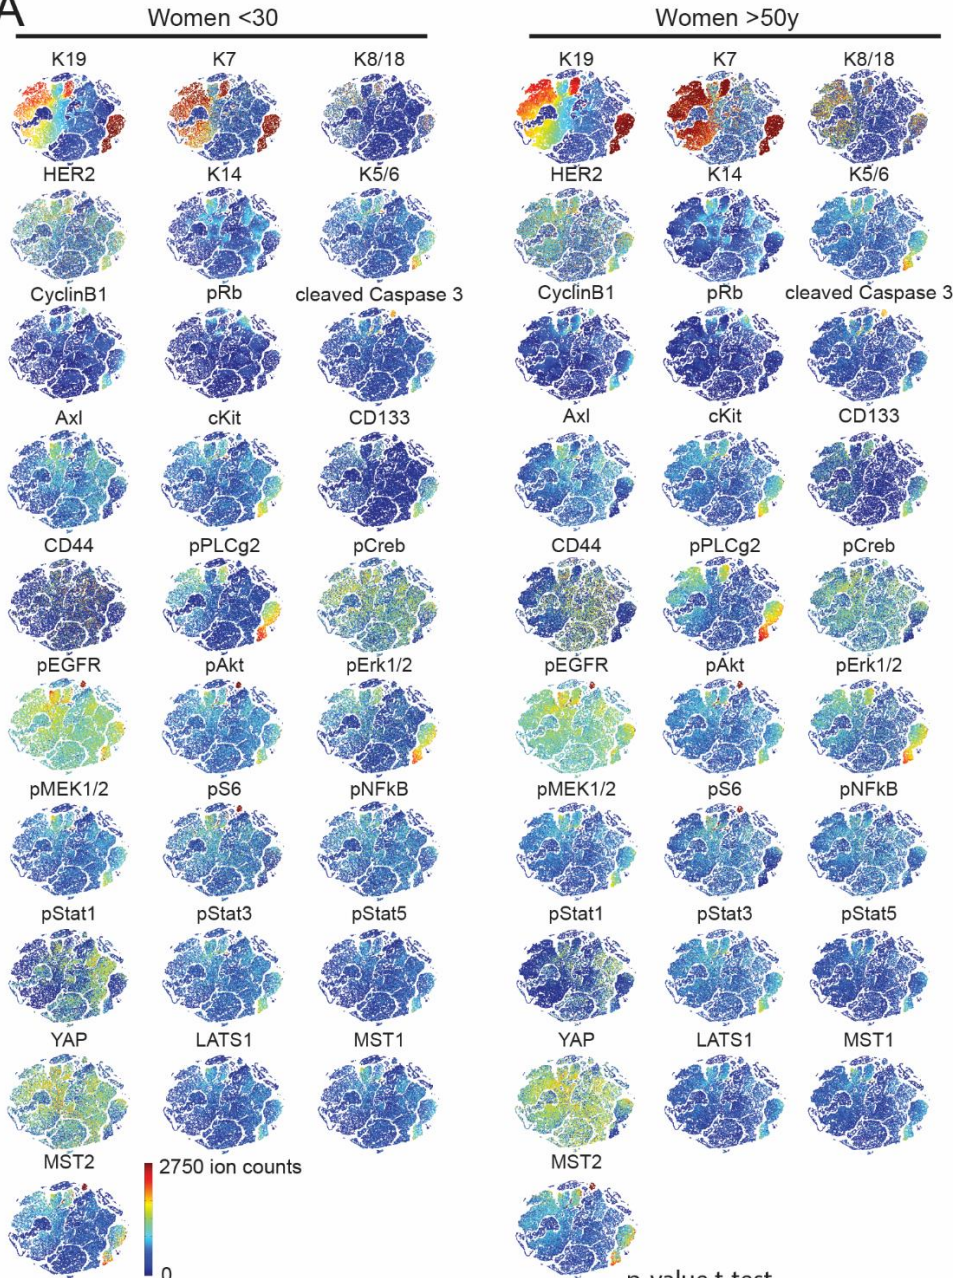 A
Women <30 Women >50y
K19 K7 K8/18 K19 K7 K8/18
HER2 K14 K5/6 HER2 K14 K5/6
CyclinB1 pRb cleaved Caspase 3 CyclinB1 pRb cleaved Caspase 3
Axl cKit CD133 Axl cKit CD133
CD44 pPLCg2 pCreb CD44 pPLCg2 pCreb
pEGFR pAkt pErk1/2 pEGFR pAkt pErk1/2
pMEK1/2 pS6 pNFkB pMEK1/2 pS6 pNFkB
pStat1 pStat3 pStat5 pStat1 pStat3 pStat5
YAP LATS1 MST1 YAP LATS1 MST1
MST2 MST2
2750 ion counts
0
p-value t-test